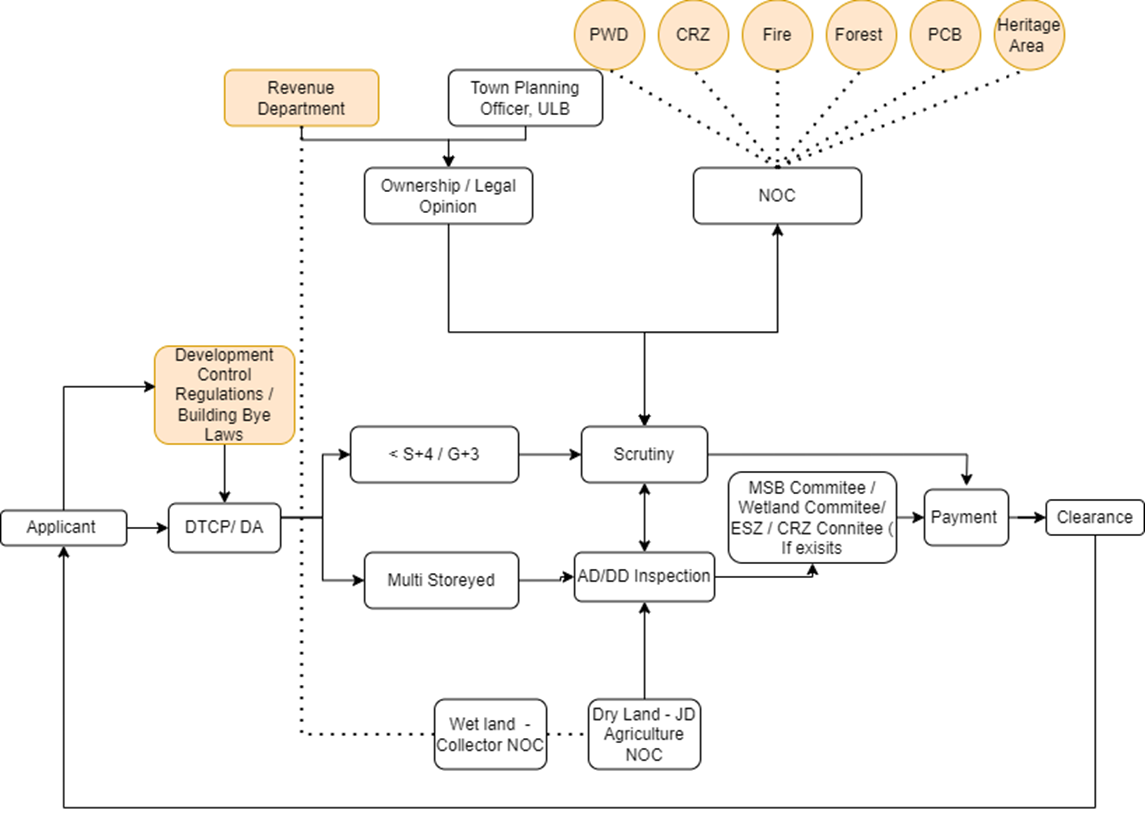 PWD
CRZ
Fire
Forest
PCB
Heritage
Area
Revenue
Department
Town Planning
Officer, ULB
Ownership / Legal
Opinion
NOC
Development
Control
Regulations /
Building Bye
Laws
< S+4 / G+3
Scrutiny
MSB Commitee /
Wetland Commitee/
ESZ / CRZ Connitee (
If exisits
Applicant
DTCP/ DA
Payment
Clearance
Multi Storeyed
AD/DD Inspection
Wet land -
Collector NOC
Dry Land - JD
Agriculture
NOC